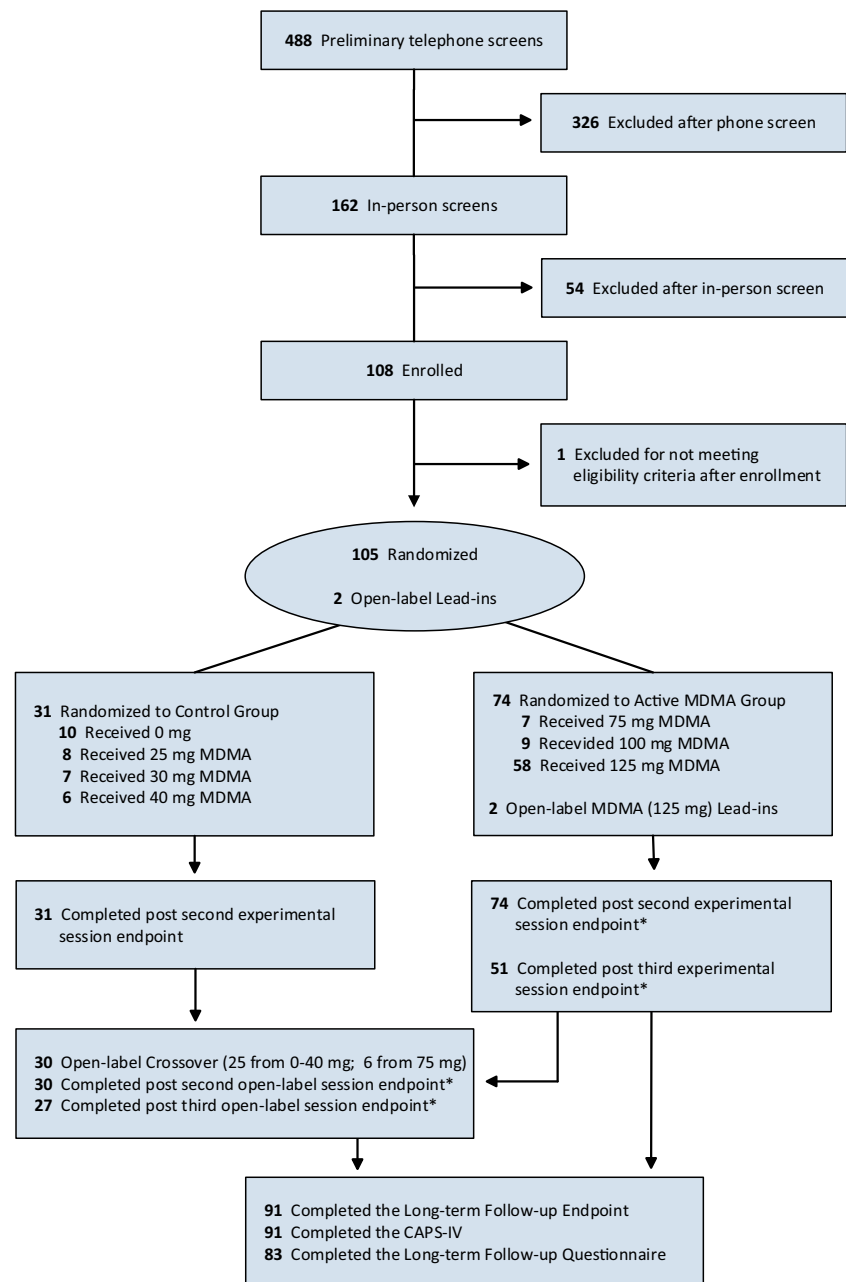 488 Preliminary telephone screens
326 Excluded after phone screen
162 In-person screens
54 Excluded after in-person screen
108 Enrolled
1 Excluded for not meeting
eligibility criteria after enrollment
105 Randomized
2 Open-label Lead-ins
31 Randomized to Control Group
10 Received 0 mg
8 Received 25 mg MDMA
7 Received 30 mg MDMA
6 Received 40 mg MDMA
74 Randomized to Active MDMA Group
7 Received 75 mg MDMA
9 Recevided 100 mg MDMA
58 Received 125 mg MDMA
2 Open-label MDMA (125 mg) Lead-ins
31 Completed post second experimental
session endpoint
74 Completed post second experimental
session endpoint*
51 Completed post third experimental
session endpoint*
30 Open-label Crossover (25 from 0-40 mg; 6 from 75 mg)
30 Completed post second open-label session endpoint*
27 Completed post third open-label session endpoint*
91 Completed the Long-term Follow-up Endpoint
91 Completed the CAPS-IV
83 Completed the Long-term Follow-up Questionnaire